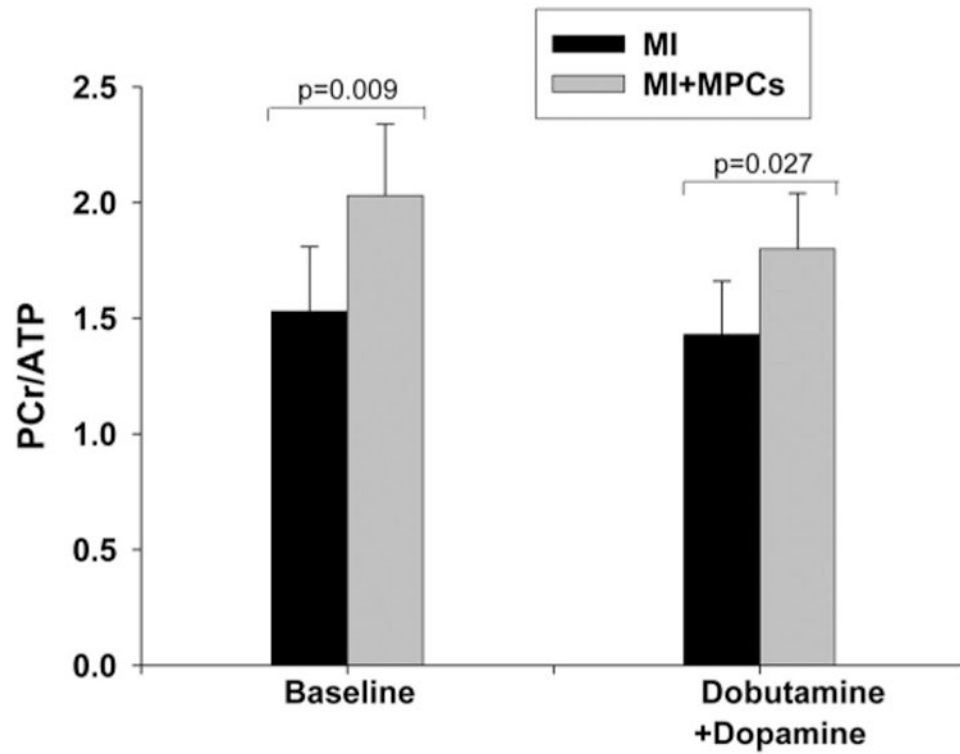 MI
MI+MPCs
2.5
2.0
1.5
1.0
0.5
0.0
PCr/ATP
p=0.009
p=0.027
Baseline
Dobutamine
+Dopamine